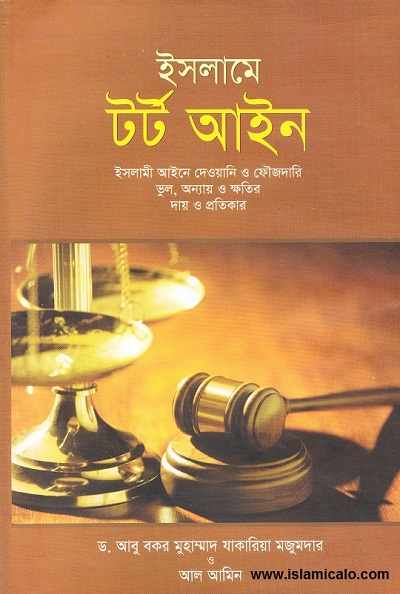 ইসলামে
টর্ট আইন
ইসলামী আইনে দেওয়ানি ও ফৌজদারি
ভুল, অন্যায় ও ক্ষতির
দায় ও প্রতিকার
ড. আবু বকর মুহাম্মাদ যাকারিয়া মজুমদার
ও
আল আমিন
www.islamicalo.com